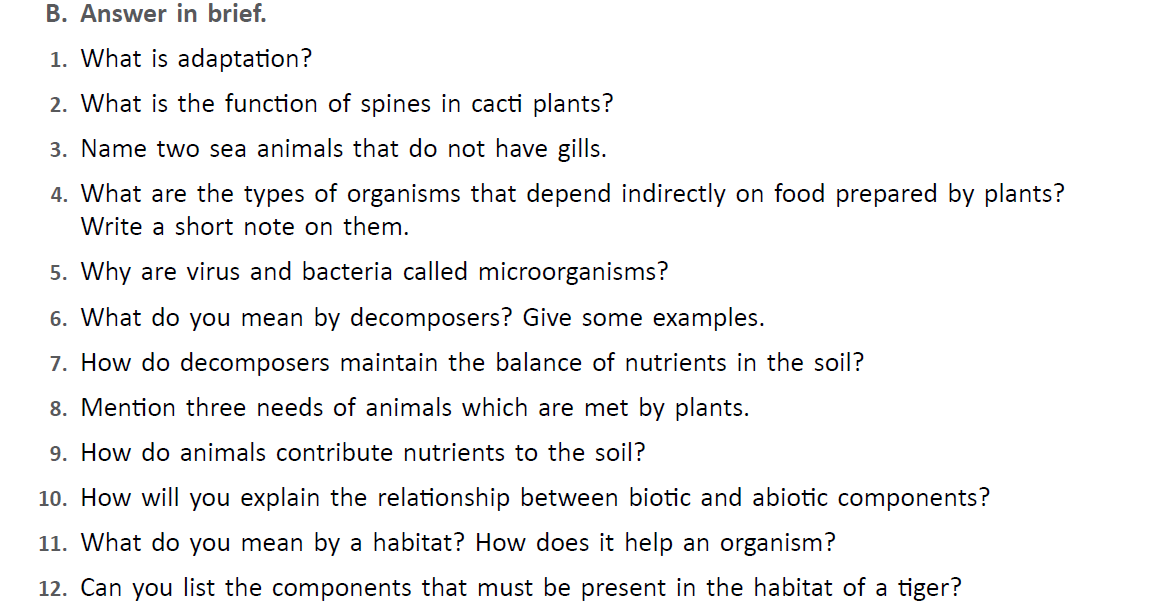 B. Answer in brief.
1. What is adaptation?
2. What is the function of spines in cacti plants?
3. Name two sea animals that do not have gills.
4. What are the types of organisms that depend indirectly on food prepared by plants?
Write a short note on them.
5. Why are virus and bacteria called microorganisms?
6. What do you mean by decomposers? Give some examples.
7. How do decomposers maintain the balance of nutrients in the soil?
8. Mention three needs of animals which are met by plants.
9. How do animals contribute nutrients to the soil?
10. How will you explain the relationship between biotic and abiotic components?
11. What do you mean by a habitat? How does it help an organism?
12. Can you list the components that must be present in the habitat of a tiger?